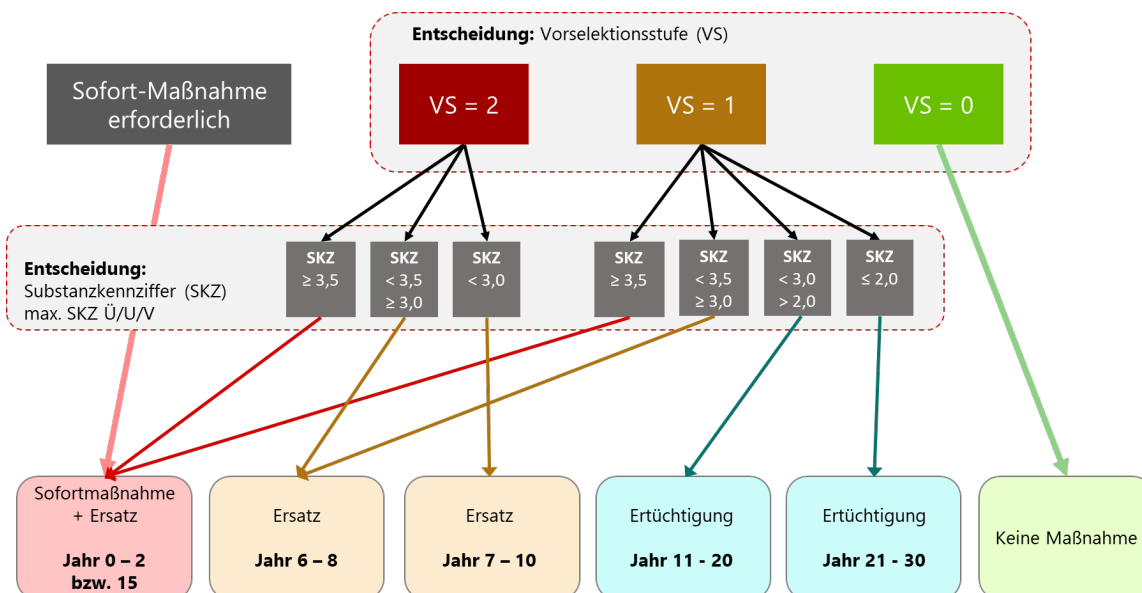 Entscheidung: Vorselektionsstufe (VS)
Sofort-Maßnahme
erforderlich
VS = 2
VS = 1
VS = 0
Entscheidung:
Substanzkennziffer (SKZ)
max. SKZ Ü/U/V
SKZ
≥ 3,5
SKZ
< 3,5
≥ 3,0
SKZ
< 3,0
SKZ
≥ 3,5
SKZ
< 3,5
≥ 3,0
SKZ
< 3,0
> 2,0
SKZ
≤ 2,0
Sofortmaßnahme
+ Ersatz
Jahr 0 – 2
bzw. 15
Ersatz
Jahr 6 – 8
Ersatz
Jahr 7 – 10
Ertüchtigung
Jahr 11 - 20
Ertüchtigung
Jahr 21 - 30
Keine Maßnahme